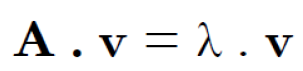 A . v = λ . v